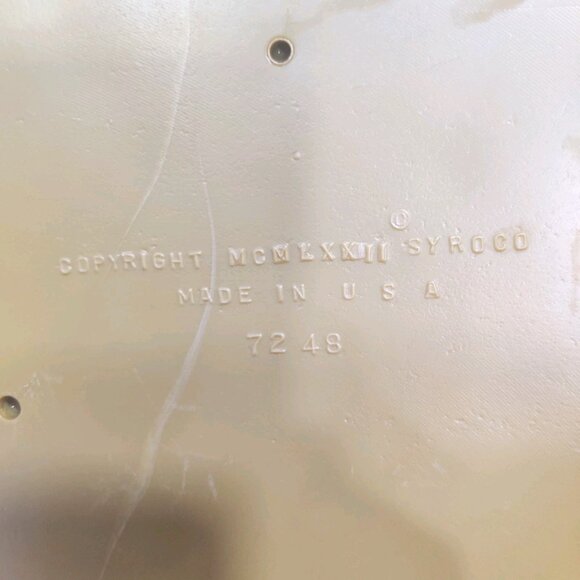 ©
COPYRIGHT MCMLXXII SYROCO
MADE IN U S A
7248